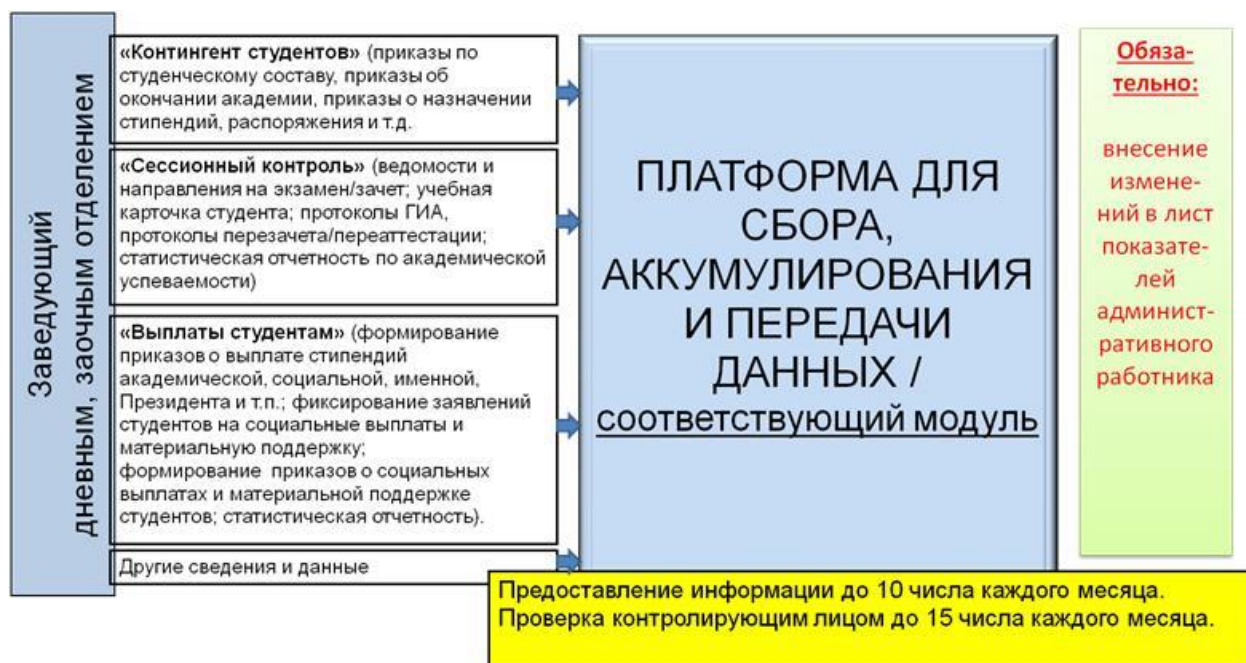 Заведующий
дневным, заочным отделением
«Контингент студентов» (приказы по
студенческому составу, приказы об
окончании академии, приказы о назначении
стипендий, распоряжения и т.д.
«Сессионный контроль» (ведомости и
направления на экзамен/зачет; учебная
карточка студента; протоколы ГИА,
протоколы перезачета/переаттестации;
статистическая отчетность по академической
успеваемости)
«Выплаты студентам» (формирование
приказов о выплате стипендий
академической, социальной, именной,
Президента и т.п.; фиксирование заявлений
студентов на социальные выплаты и
материальную поддержку;
формирование приказов о социальных
выплатах и материальной поддержке
студентов; статистическая отчетность).
Другие сведения и данные
ПЛАТФОРМА ДЛЯ
СБОРА,
АККУМУЛИРОВАНИЯ
И ПЕРЕДАЧИ
ДАННЫХ /
соответствующий модуль
Обяза-
тельно:
внесение
измене-
ний в лист
показате-
лей
админист-
ративного
работника
Предоставление информации до 10 числа каждого месяца.
Проверка контролирующим лицом до 15 числа каждого месяца.